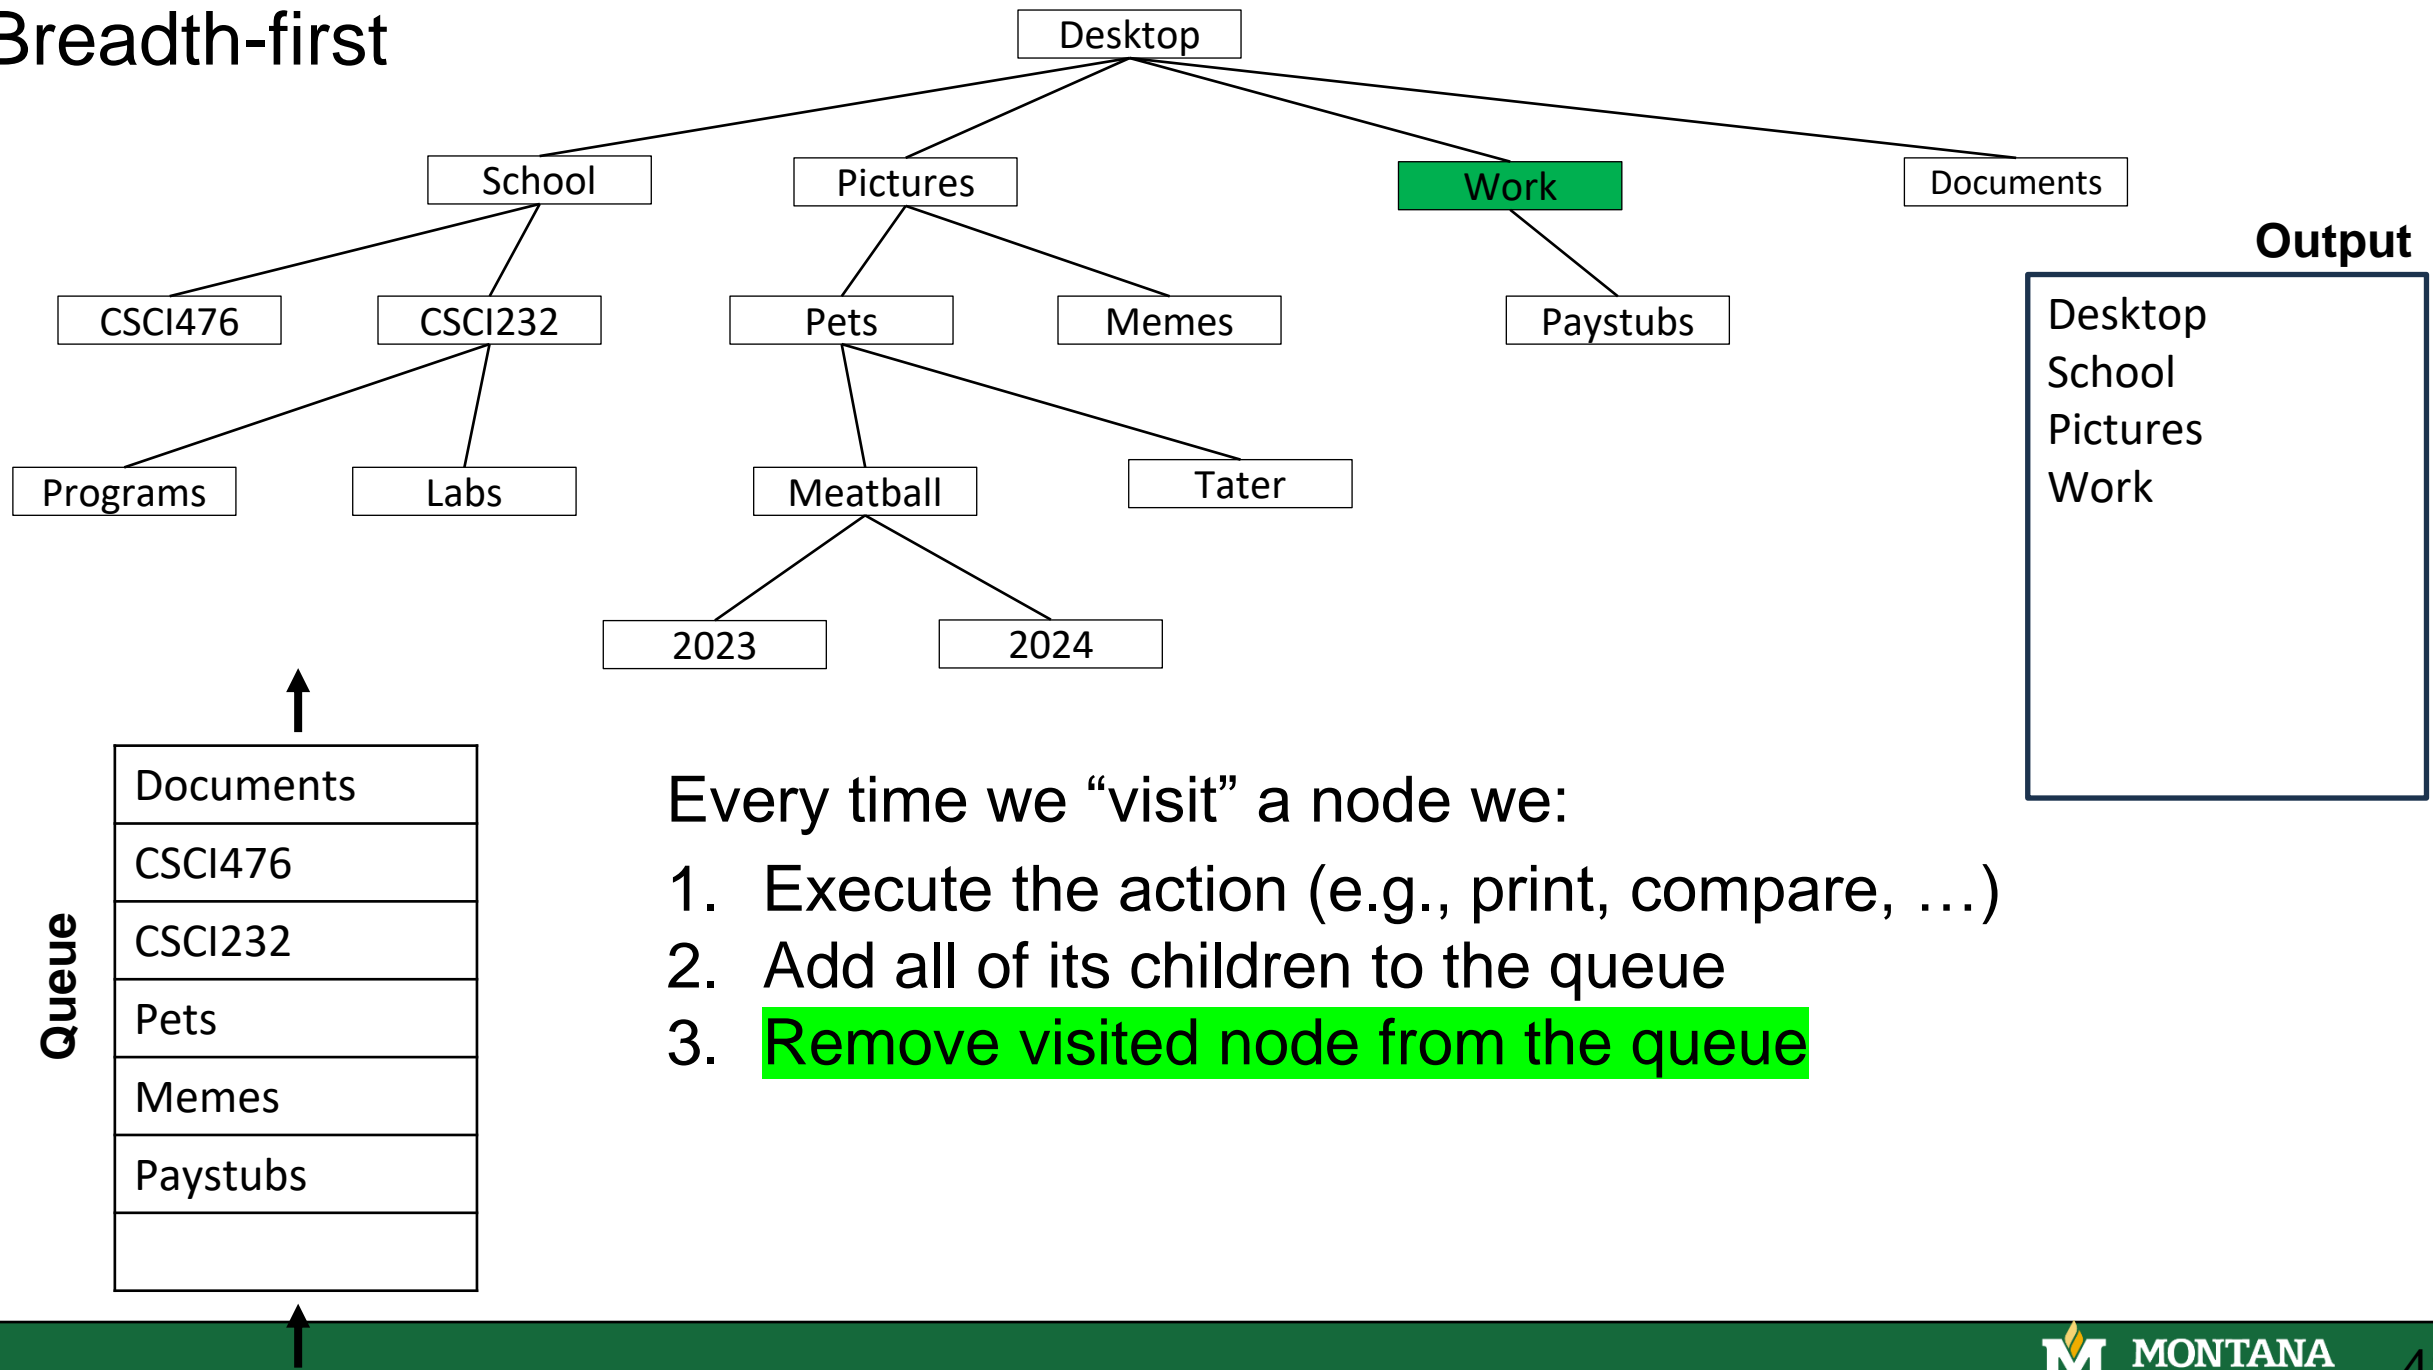 Breadth-first
Desktop
School
Pictures
Work
Documents
CSCI476
CSCI232
Pets
Memes
Paystubs
Programs
Labs
Meatball
Tater
2023
2024
Output
Desktop
School
Pictures
Work
Queue
Documents
CSCI476
CSCI232
Pets
Memes
Paystubs
Every time we “visit” a node we:
1. Execute the action (e.g., print, compare, …)
2. Add all of its children to the queue
3. Remove visited node from the queue
M MONTANA